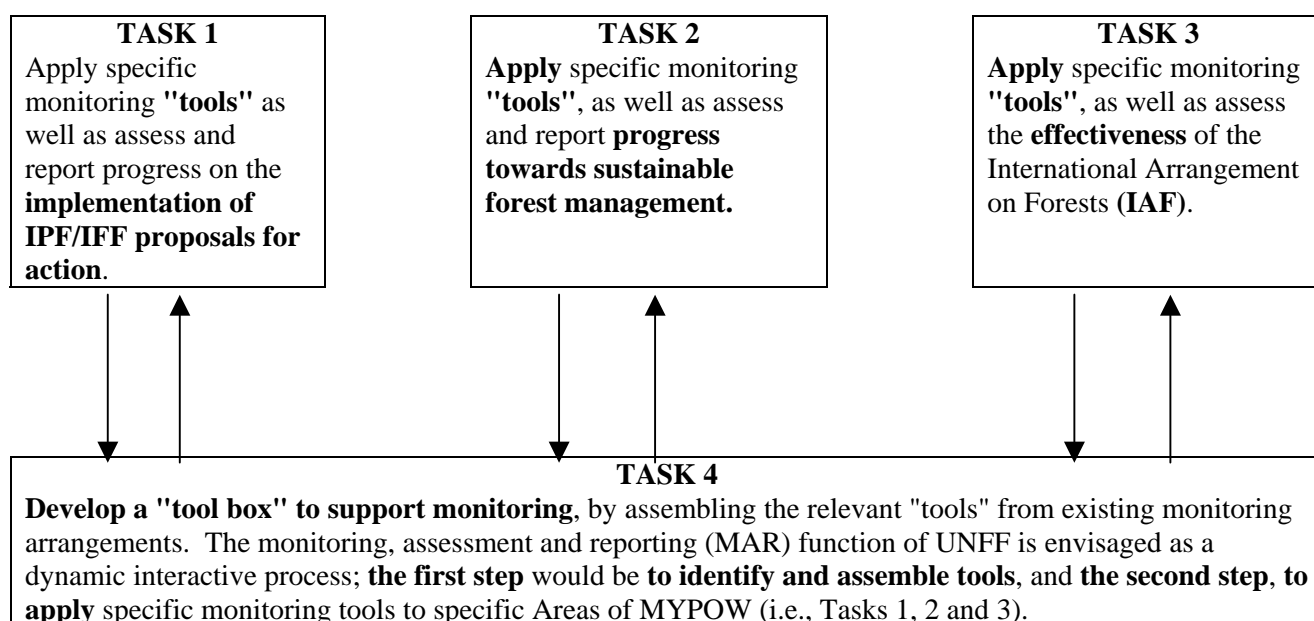 TASK 1
Apply specific
monitoring "tools" as
well as assess and
report progress on the
implementation of
IPF/IFF proposals for
action.
TASK 2
Apply specific monitoring
"tools", as well as assess
and report progress
towards sustainable
forest management.
TASK 3
Apply specific monitoring
"tools", as well as assess
the effectiveness of the
International Arrangement
on Forests (IAF).
TASK 4
Develop a "tool box" to support monitoring, by assembling the relevant "tools" from existing monitoring
arrangements. The monitoring, assessment and reporting (MAR) function of UNFF is envisaged as a
dynamic interactive process; the first step would be to identify and assemble tools, and the second step, to
apply specific monitoring tools to specific Areas of MYPOW (i.e., Tasks 1, 2 and 3).